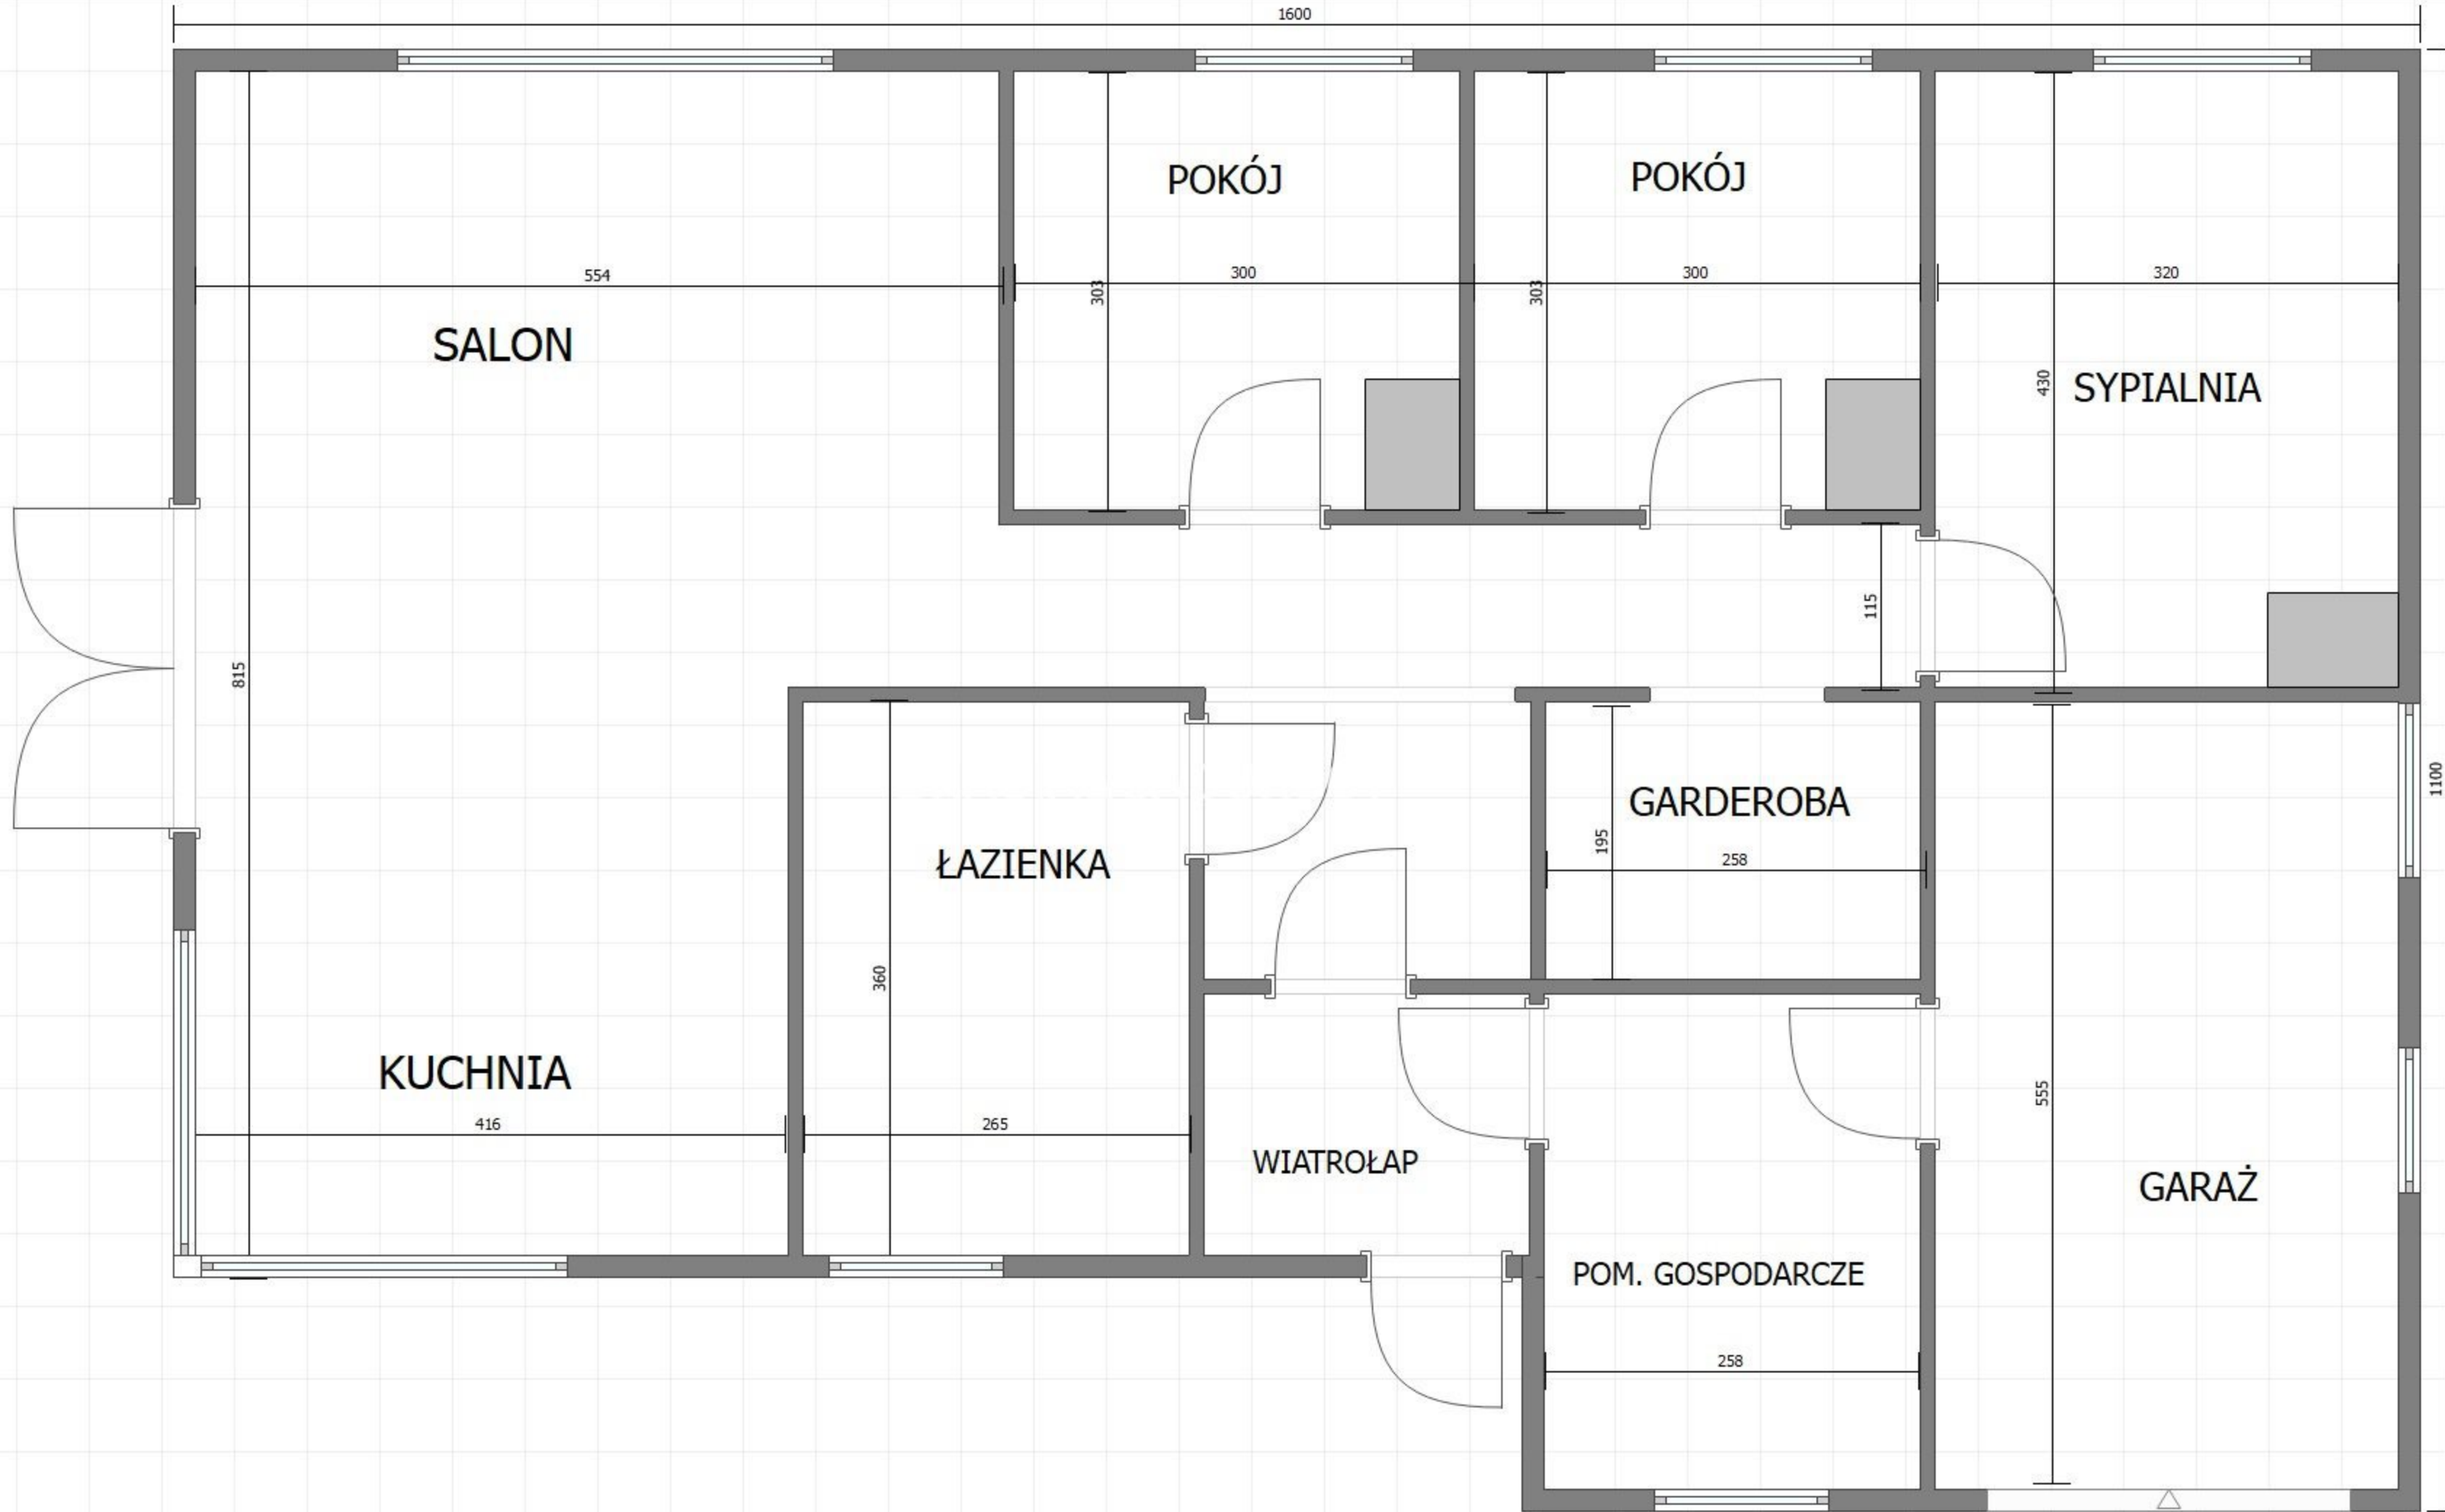 1600
POKÓJ
POKÓJ
554
300
300
320
303
303
SALON
430
SYPIALNIA
115
815
1100
GARDEROBA
195
258
ŁAZIENKA
360
KUCHNIA
416
265
555
WIATROŁAP
GARAŻ
POM. GOSPODARCZE
258